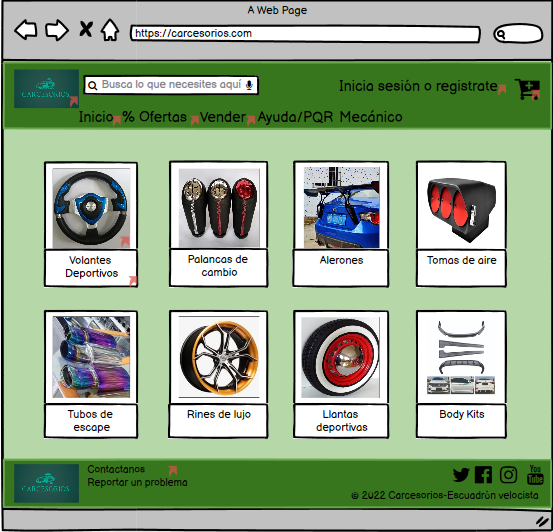 A Web Page
https://carcesorios.com
CARCESORIOS
Busca lo que necesites aquí
Inicia sesión o registrate
Inicio % Ofertas Vender Ayuda/PQR Mecánico
Volantes
Deportivos
Palancas de
cambio
Alerones
Tomas de aire
Tubos de
escape
Rines de lujo
Llantas
deportivas
Body Kits
CARCESORIOS
Contactanos
Reportar un problema
You
Tube
© 2022 Carcesorios-Escuadrón velocista